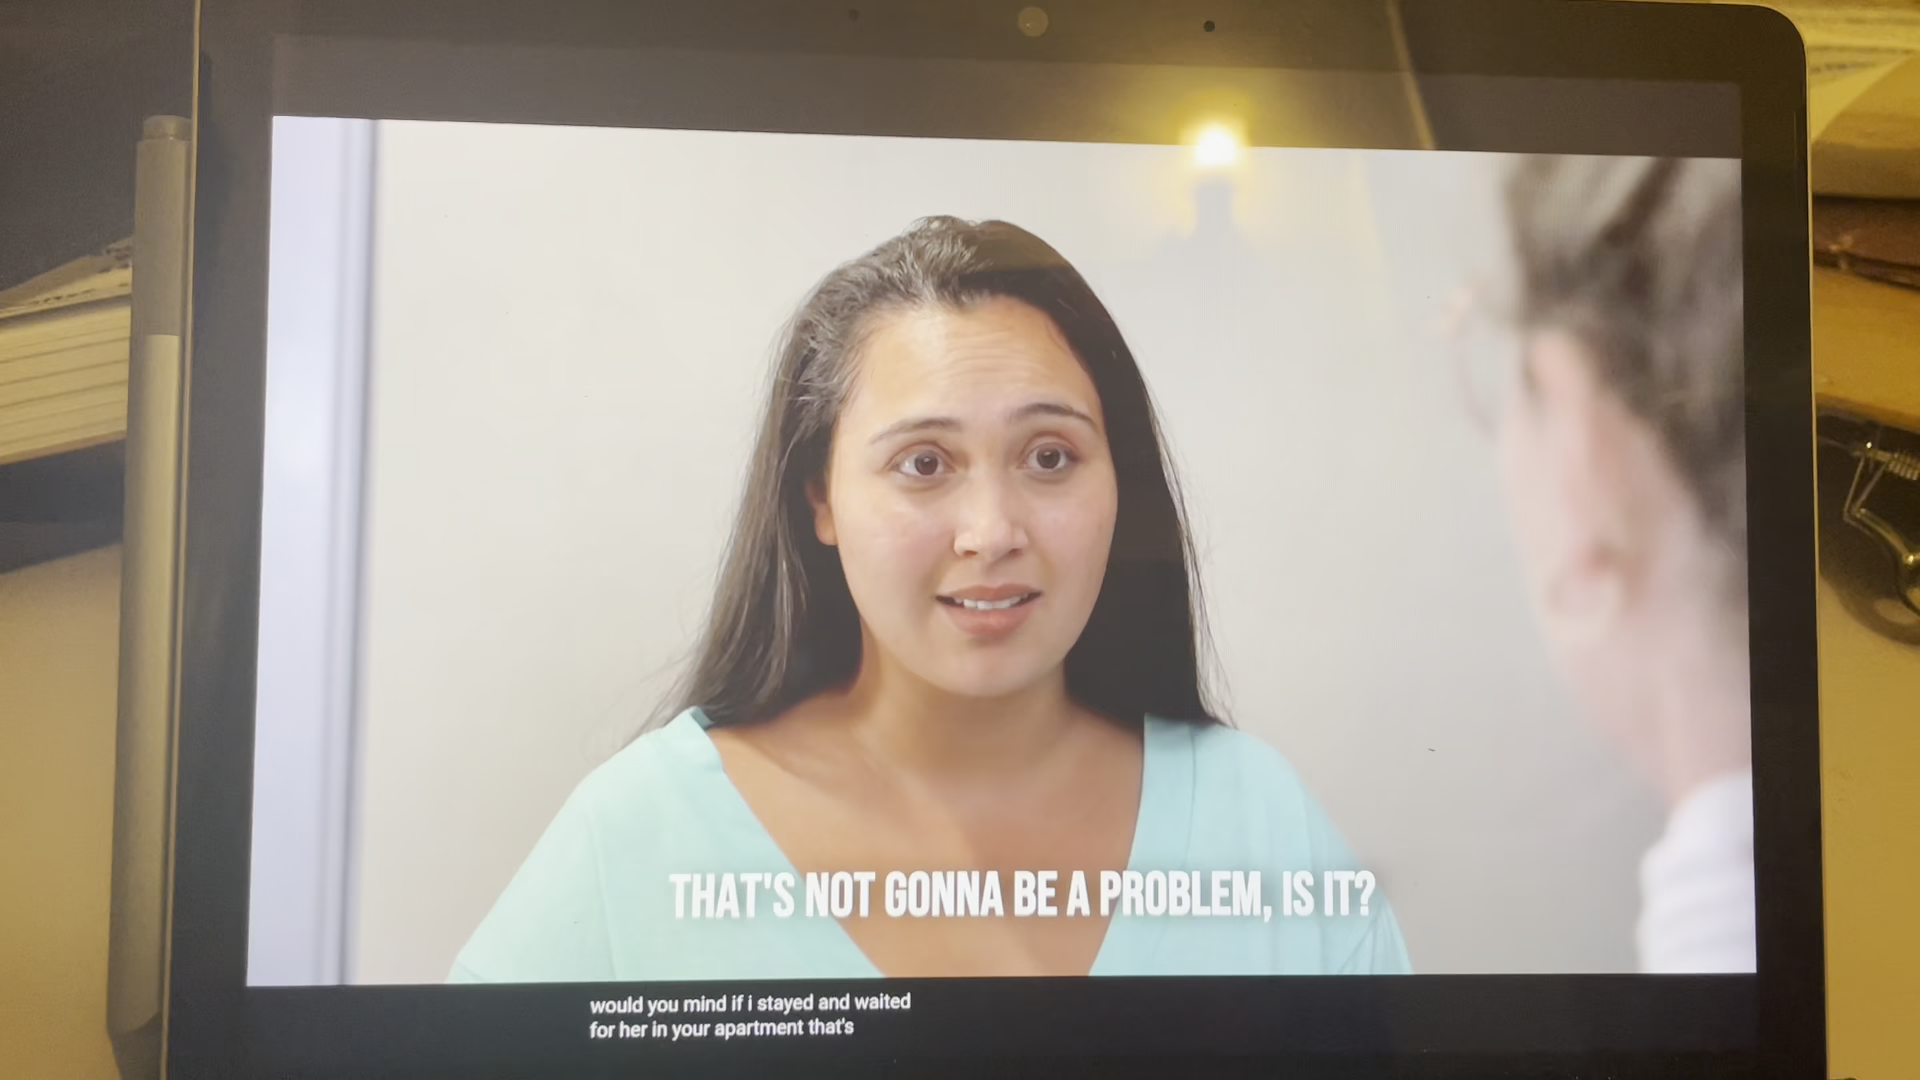 THAT'S NOT GONNA BE A PROBLEM, IS IT?
would you mind if i stayed and waited
for her in your apartment that's